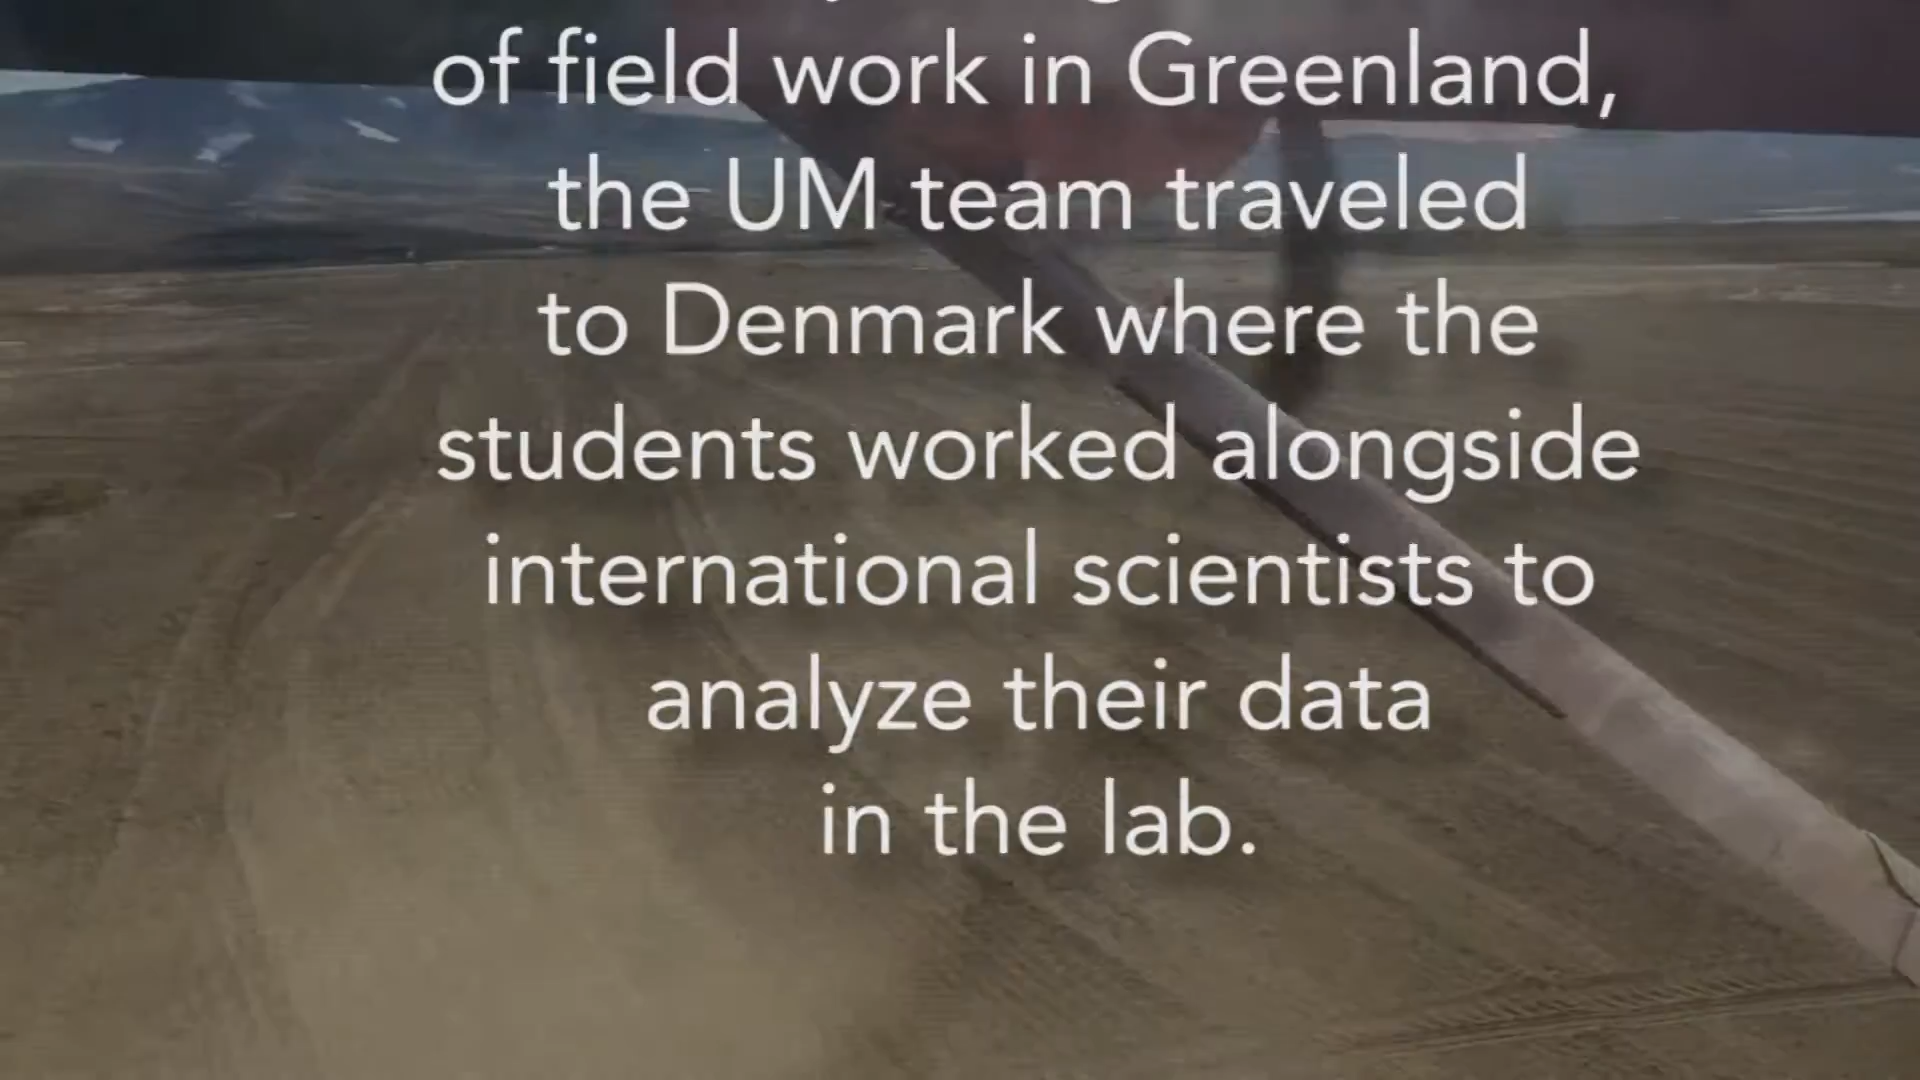 of field work in Greenland,
the UM team traveled
to Denmark where the
students worked alongside
international scientists to
analyze their data
in the lab.